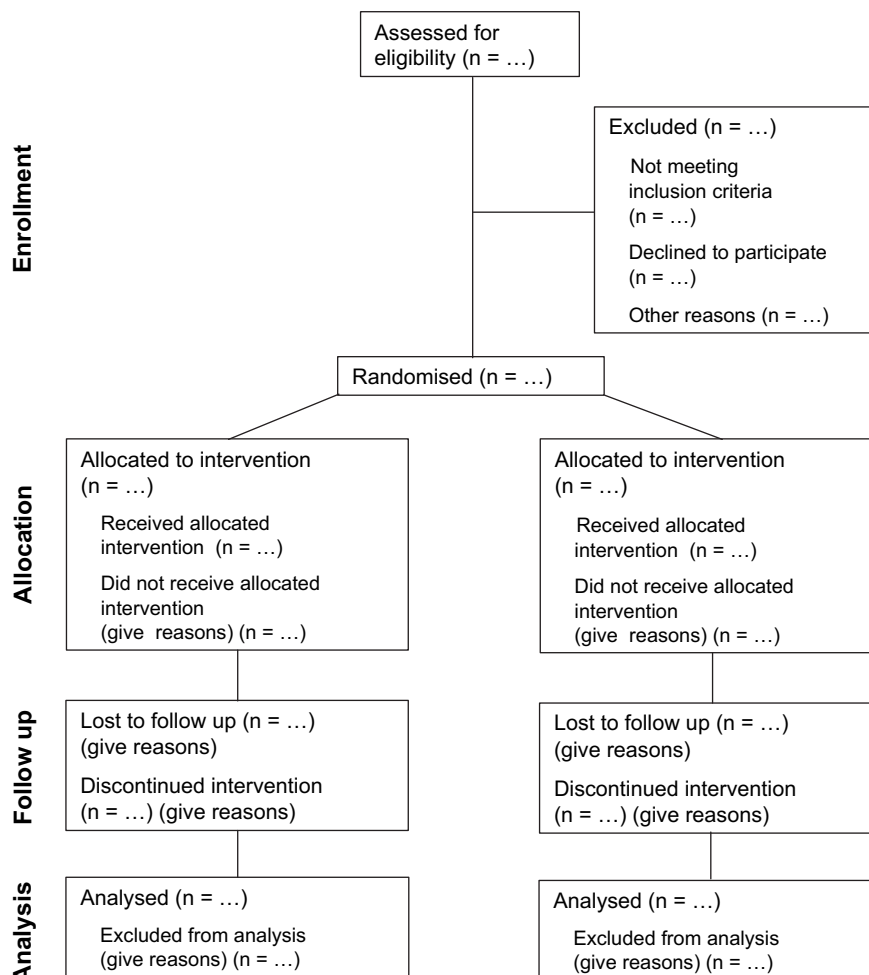 Assessed for
eligibility (n = …)
Enrollment
Excluded (n = …)
Not meeting
inclusion criteria
(n = …)
Declined to participate
(n = …)
Other reasons (n = …)
Randomised (n = …)
Allocation
Allocated to intervention
(n = …)
Received allocated
intervention (n = …)
Did not receive allocated
intervention
(give reasons) (n = …)
Allocated to intervention
(n = …)
Received allocated
intervention (n = …)
Did not receive allocated
intervention
(give reasons) (n = …)
Follow up
Lost to follow up (n = …)
(give reasons)
Discontinued intervention
(n = …) (give reasons)
Lost to follow up (n = …)
(give reasons)
Discontinued intervention
(n = …) (give reasons)
Analysis
Analysed (n = …)
Excluded from analysis
(give reasons) (n = …)
Analysed (n = …)
Excluded from analysis
(give reasons) (n = …)